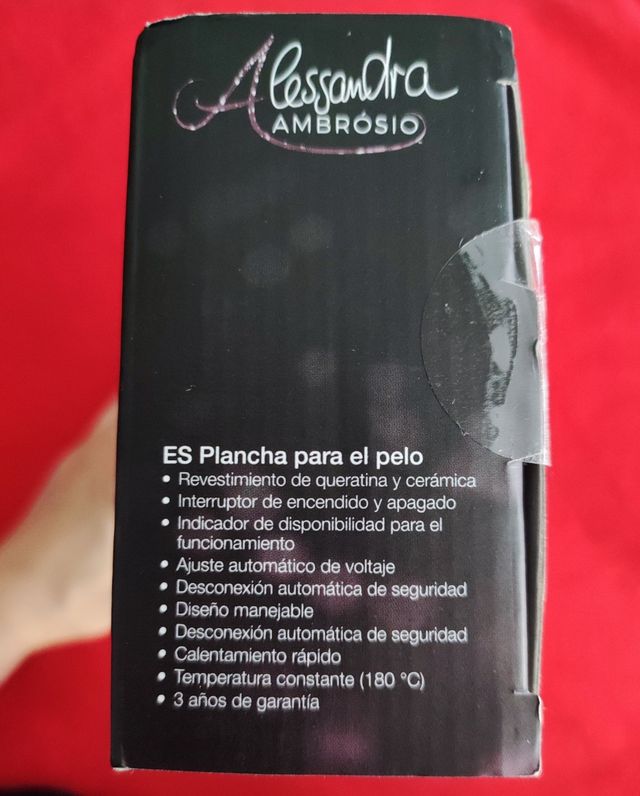 Alessandra
AMBRÓSIO
ES Plancha para el pelo
• Revestimiento de queratina y cerámica
• Interruptor de encendido y apagado
• Indicador de disponibilidad para el
funcionamiento
• Ajuste automático de voltaje
• Desconexión automática de seguridad
• Diseño manejable
• Desconexión automática de seguridad
• Calentamiento rápido
• Temperatura constante (180 °C)
• 3 años de garantía